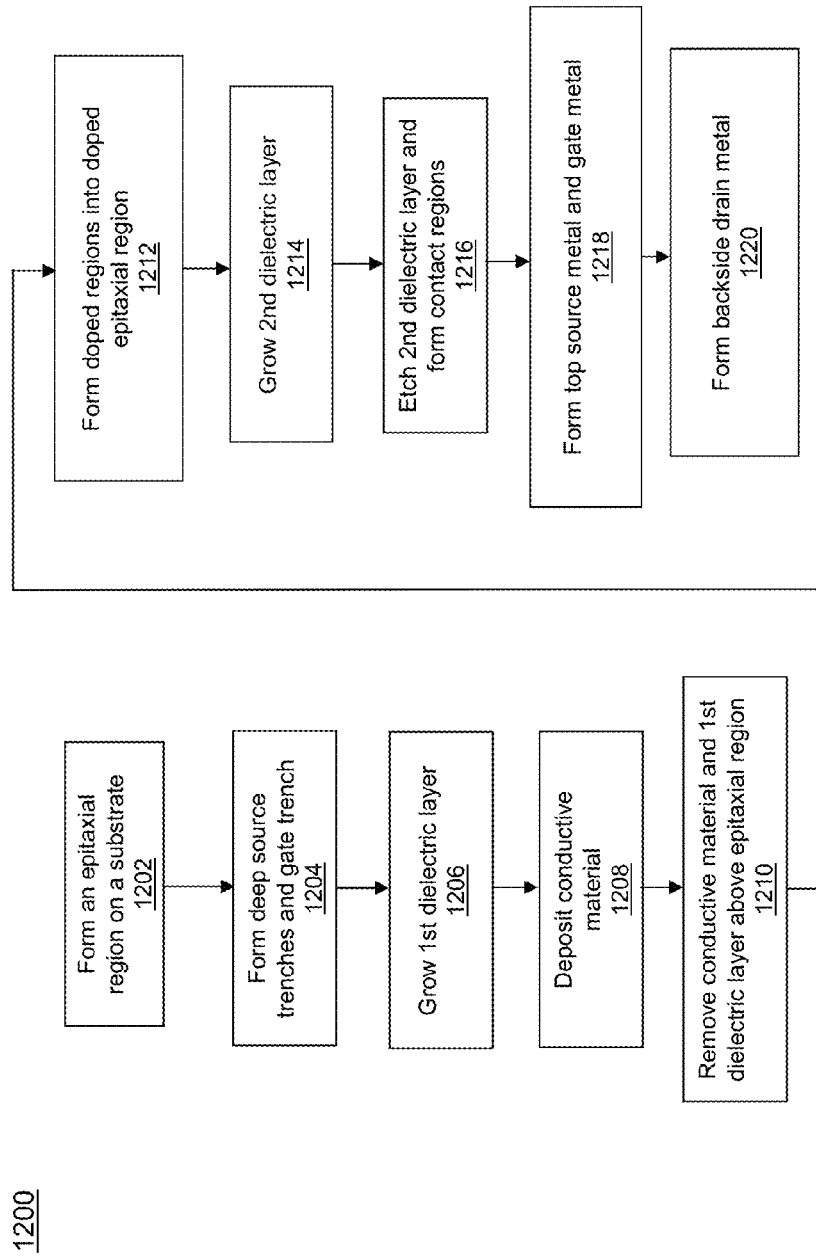 1200
Form an epitaxial
region on a substrate
1202
Form deep source
trenches and gate trench
1204
Grow 1st dielectric layer
1206
Deposit conductive
material
1208
Remove conductive material and 1st
dielectric layer above epitaxial region
1210
Form doped regions into doped
epitaxial region
1212
Grow 2nd dielectric layer
1214
Etch 2nd dielectric layer and
form contact regions
1216
Form top source metal and gate metal
1218
Form backside drain metal
1220